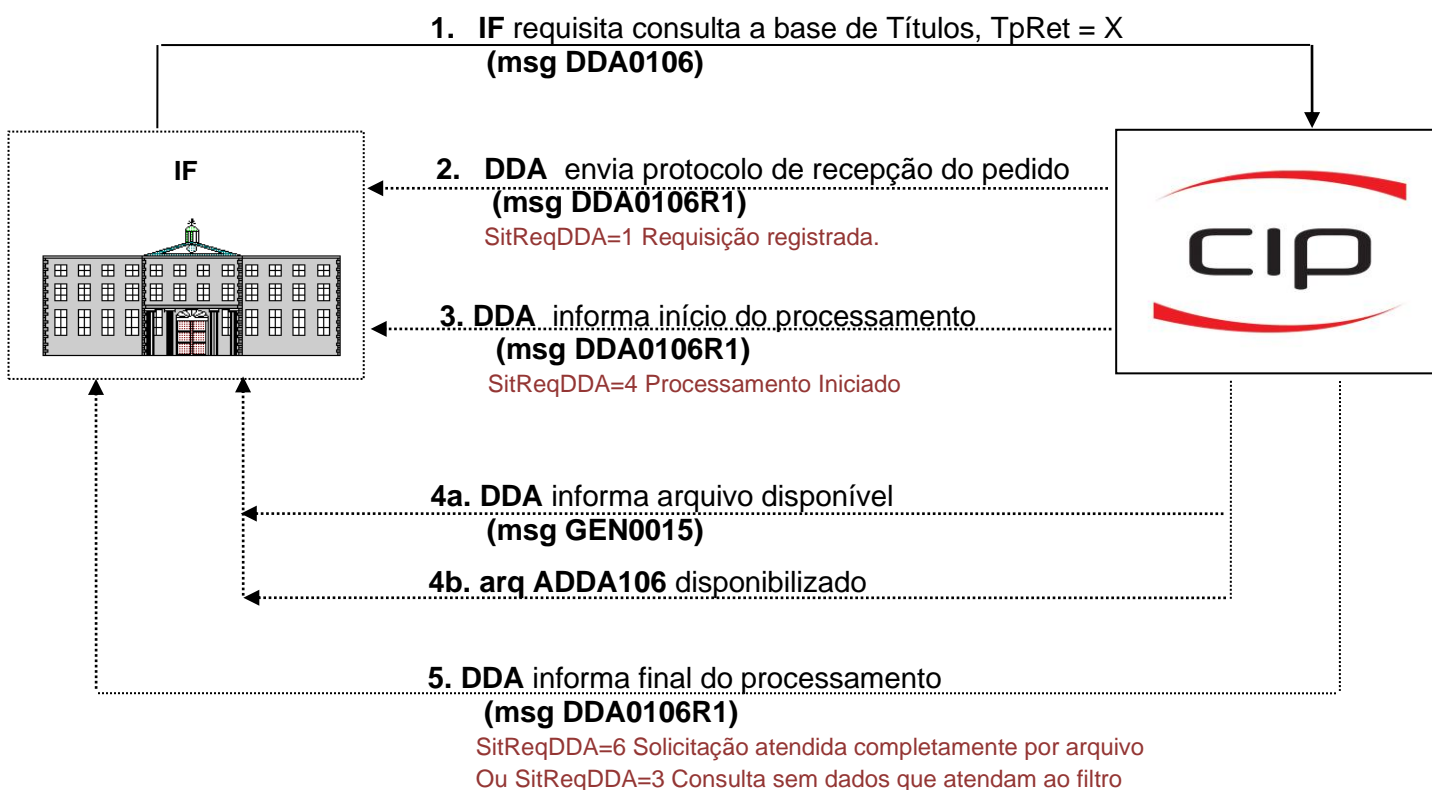 1. IF requisita consulta a base de Títulos, TpRet = X
(msg DDA0106)
IF
2. DDA envia protocolo de recepção do pedido
(msg DDA0106R1)
SitReqDDA=1 Requisição registrada.
CIP
3. DDA informa início do processamento
(msg DDA0106R1)
SitReqDDA=4 Processamento Iniciado
4a. DDA informa arquivo disponível
(msg GEN0015)
4b. arq ADDA106 disponibilizado
5. DDA informa final do processamento
(msg DDA0106R1)
SitReqDDA=6 Solicitação atendida completamente por arquivo
Ou SitReqDDA=3 Consulta sem dados que atendam ao filtro